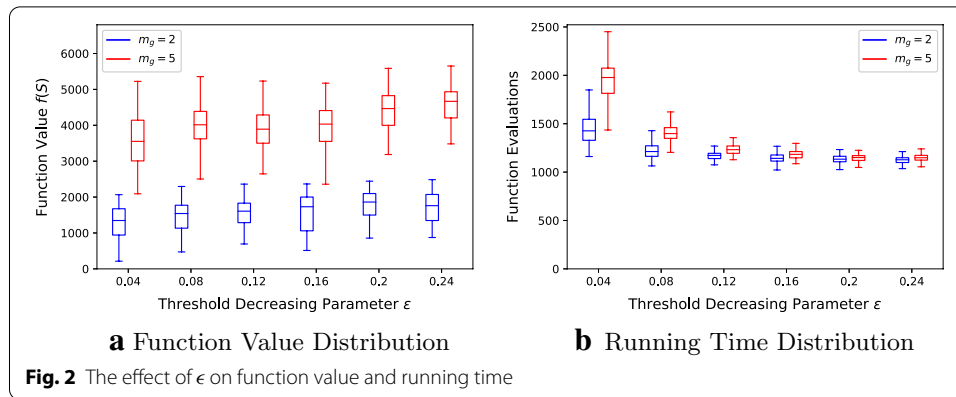 m_g = 2
m_g = 5
6000
5000
4000
3000
2000
1000
0
Function Value f(S)
0.04 0.08 0.12 0.16 0.2 0.24
Threshold Decreasing Parameter ε
a Function Value Distribution
m_g = 2
m_g = 5
2500
2000
1500
1000
500
0
Function Evaluations
0.04 0.08 0.12 0.16 0.2 0.24
Threshold Decreasing Parameter ε
b Running Time Distribution
Fig. 2 The effect of ϵ on function value and running time